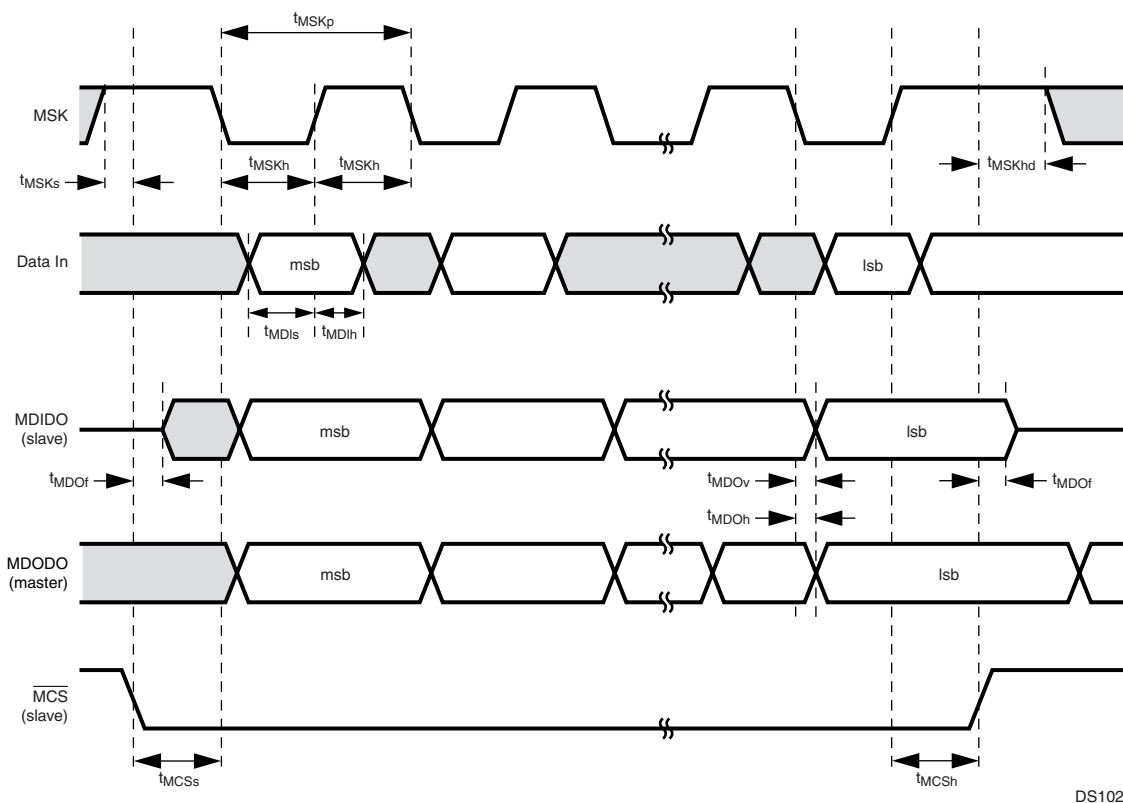 tMSKp
MSK
tMSKh
tMSKh
tMSKhd
tMSKs
Data In
msb
lsb
tMDIs
tMDIh
MDIDO
(slave)
msb
lsb
tMDOf
tMDOv
tMDOf
tMDOh
MDODO
(master)
msb
lsb
MCS
(slave)
tMCSs
tMCSh
DS102